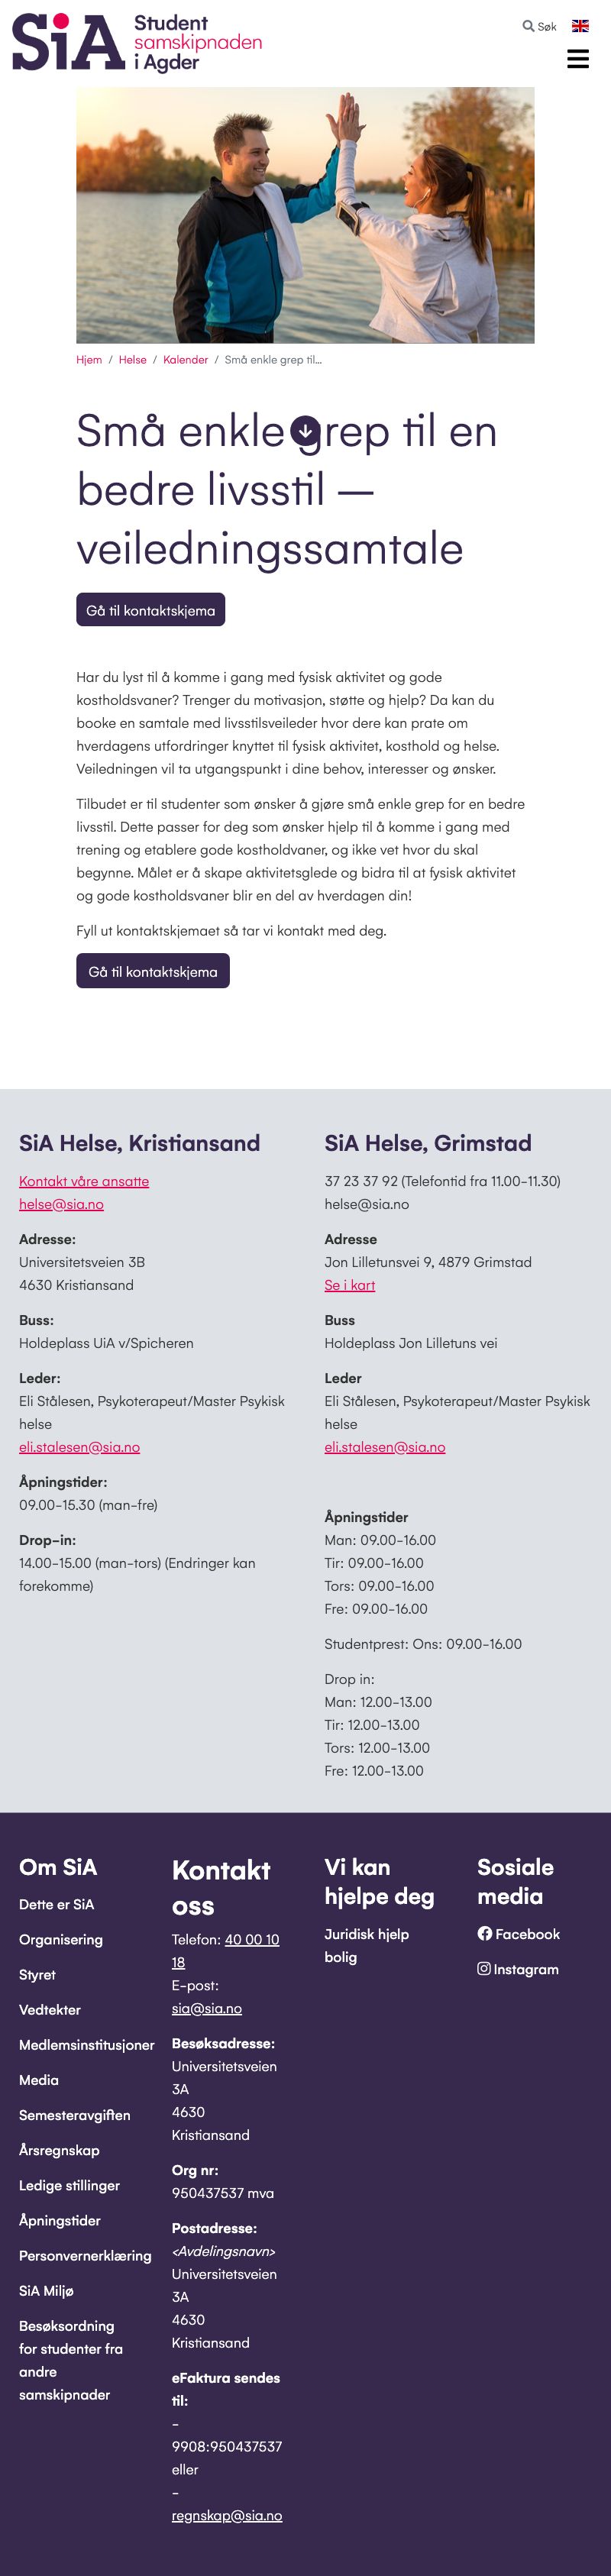 SiA Student
samskipnaden
i Agder
Søk
Hjem / Helse / Kalender / Små enkle grep til...
Små enkle grep til en
bedre livsstil –
veiledningssamtale
Gå til kontaktskjema
Har du lyst til å komme i gang med fysisk aktivitet og gode
kostholdsvaner? Trenger du motivasjon, støtte og hjelp? Da kan du
booke en samtale med livsstilsveileder hvor dere kan prate om
hverdagens utfordringer knyttet til fysisk aktivitet, kosthold og helse.
Veiledningen vil ta utgangspunkt i dine behov, interesser og ønsker.
Tilbudet er til studenter som ønsker å gjøre små enkle grep for en bedre
livsstil. Dette passer for deg som ønsker hjelp til å komme i gang med
trening og etablere gode kostholdvaner, og ikke vet hvor du skal
begynne. Målet er å skape aktivitetsglede og bidra til at fysisk aktivitet
og gode kostholdsvaner blir en del av hverdagen din!
Fyll ut kontaktskjemaet så tar vi kontakt med deg.
Gå til kontaktskjema
SiA Helse, Kristiansand
Kontakt våre ansatte
helse@sia.no
Adresse:
Universitetsveien 3B
4630 Kristiansand
Buss:
Holdeplass UiA v/Spicheren
Leder:
Eli Stålesen, Psykoterapeut/Master Psykisk
helse
eli.stalesen@sia.no
Åpningstider:
09.00-15.30 (man-fre)
Drop-in:
14.00-15.00 (man-tors) (Endringer kan
forekomme)
SiA Helse, Grimstad
37 23 37 92 (Telefontid fra 11.00-11.30)
helse@sia.no
Adresse
Jon Lilletunsvei 9, 4879 Grimstad
Se i kart
Buss
Holdeplass Jon Lilletuns vei
Leder
Eli Stålesen, Psykoterapeut/Master Psykisk
helse
eli.stalesen@sia.no
Åpningstider
Man: 09.00-16.00
Tir: 09.00-16.00
Tors: 09.00-16.00
Fre: 09.00-16.00
Studentprest: Ons: 09.00-16.00
Drop in:
Man: 12.00-13.00
Tir: 12.00-13.00
Tors: 12.00-13.00
Fre: 12.00-13.00
Om SiA
Dette er SiA
Organisering
Styret
Vedtekter
Medlemsinstitusjoner
Media
Semesteravgiften
Årsregnskap
Ledige stillinger
Åpningstider
Personvernerklæring
SiA Miljø
Besøksordning
for studenter fra
andre
samskipnader
Kontakt
oss
Telefon: 40 00 10
18
E-post:
sia@sia.no
Besøksadresse:
Universitetsveien
3A
4630
Kristiansand
Org nr:
950437537 mva
Postadresse:
<Avdelingsnavn>
Universitetsveien
3A
4630
Kristiansand
eFaktura sendes
til:
-
9908:950437537
eller
-
regnskap@sia.no
Vi kan
hjelpe deg
Juridisk hjelp
bolig
Sosiale
media
Facebook
Instagram